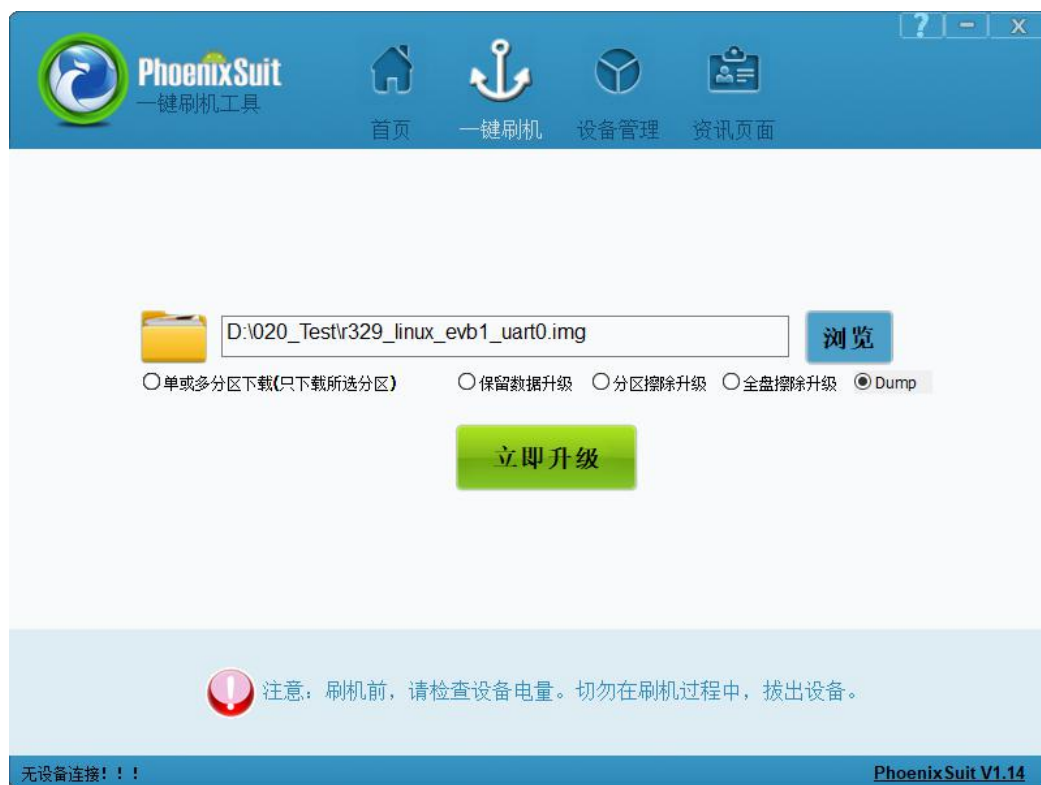 ? - x
PhoenixSuit
一键刷机工具
首页 一键刷机 设备管理 资讯页面
D:\020_Test\r329_linux_evb1_uart0.img 浏览
单或多分区下载(只下载所选分区) 保留数据升级 分区擦除升级 全盘擦除升级 Dump
立即升级
注意：刷机前，请检查设备电量。切勿在刷机过程中，拔出设备。
无设备连接！！！ PhoenixSuit V1.14